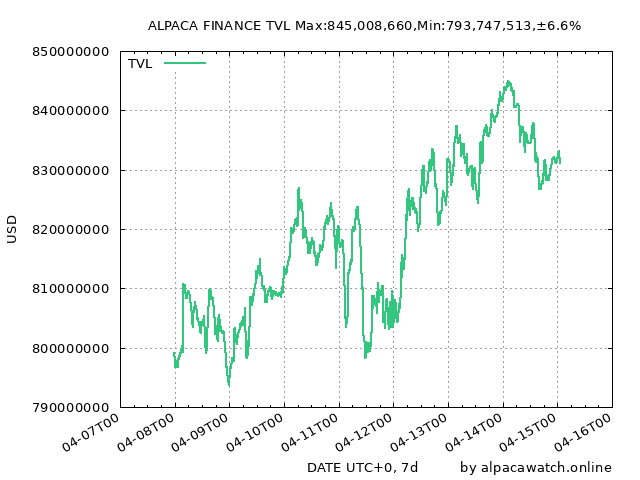 ALPACA FINANCE TVL Max:845,008,660,Min:793,747,513,±6.6%
850000000
TVL
840000000
830000000
820000000
USD
810000000
800000000
790000000
04-07T00 04-08T00 04-09T00 04-10T00 04-11T00 04-12T00 04-13T00 04-14T00 04-15T00 04-16T00
DATE UTC+0, 7d by alpacawatch.online